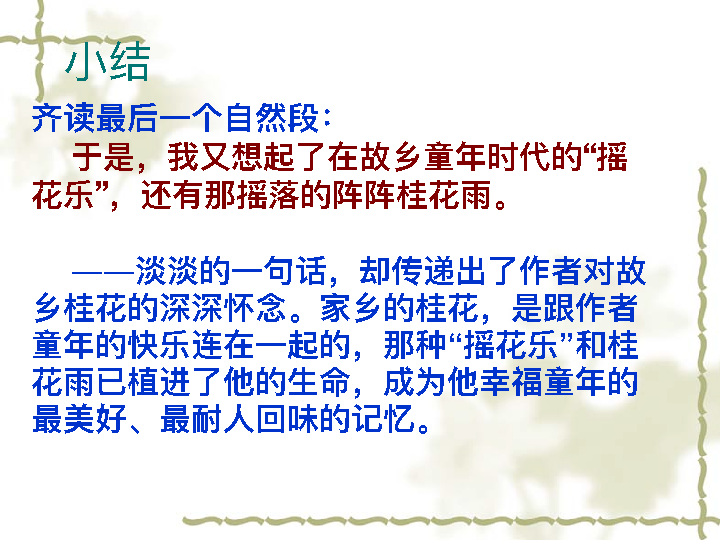 小结
齐读最后一个自然段：
于是，我又想起了在故乡童年时代的“摇
花乐”，还有那摇落的阵阵桂花雨。
——淡淡的一句话，却传递出了作者对故
乡桂花的深深怀念。家乡的桂花，是跟作者
童年的快乐连在一起的，那种“摇花乐”和桂
花雨已植进了他的生命，成为他幸福童年的
最美好、最耐人回味的记忆。